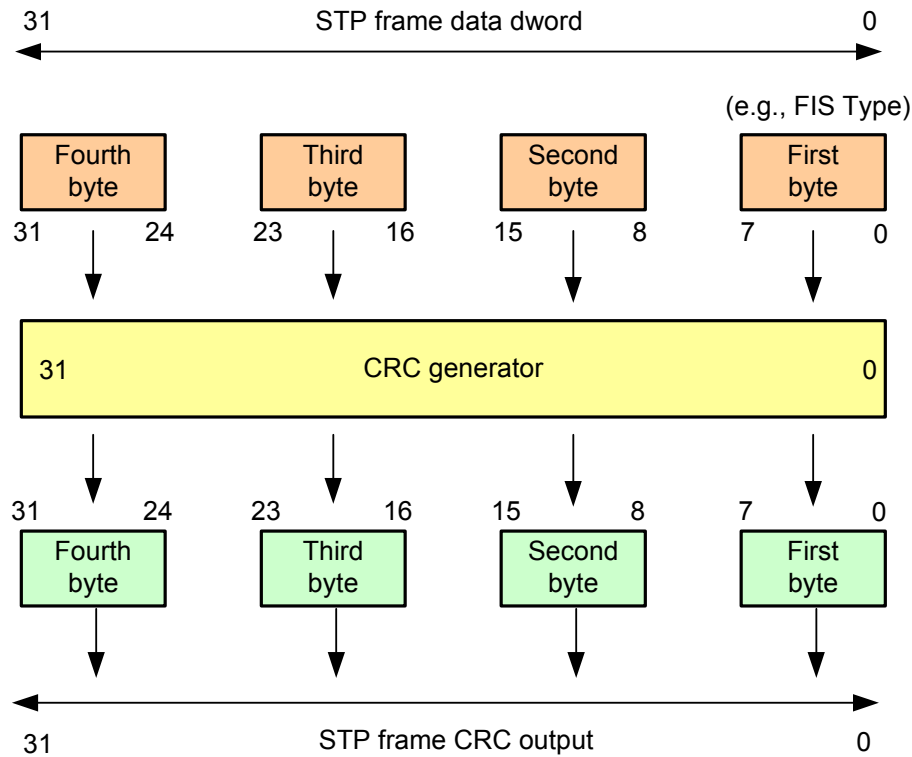 31 STP frame data dword 0
(e.g., FIS Type)
Fourth byte Third byte Second byte First byte
31 24 23 16 15 8 7 0
31 CRC generator 0
31 24 23 16 15 8 7 0
Fourth byte Third byte Second byte First byte
31 STP frame CRC output 0